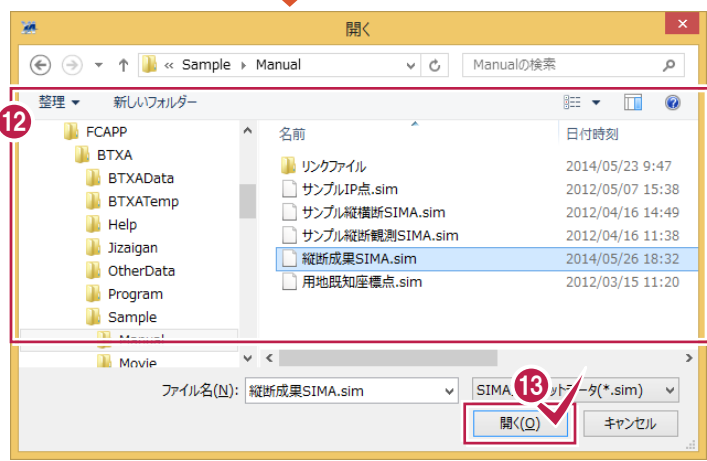 開く
« Sample Manual
Manualの検索
12
整理 新しいフォルダー
FCAPP
BTXA
BTXAData
BTXATemp
Help
Jizaigan
OtherData
Program
Sample
Manual
Movie
名前 日付時刻
リンクファイル 2014/05/23 9:47
サンプルIP点.sim 2012/05/07 15:38
サンプル縦横断SIMA.sim 2012/04/16 14:49
サンプル縦断観測SIMA.sim 2012/04/16 11:38
縦断成果SIMA.sim 2014/05/26 18:32
用地既知座標点.sim 2012/03/15 11:20
ファイル名(N): 縦断成果SIMA.sim
SIMA データ(*.sim)
13
開く(O) キャンセル